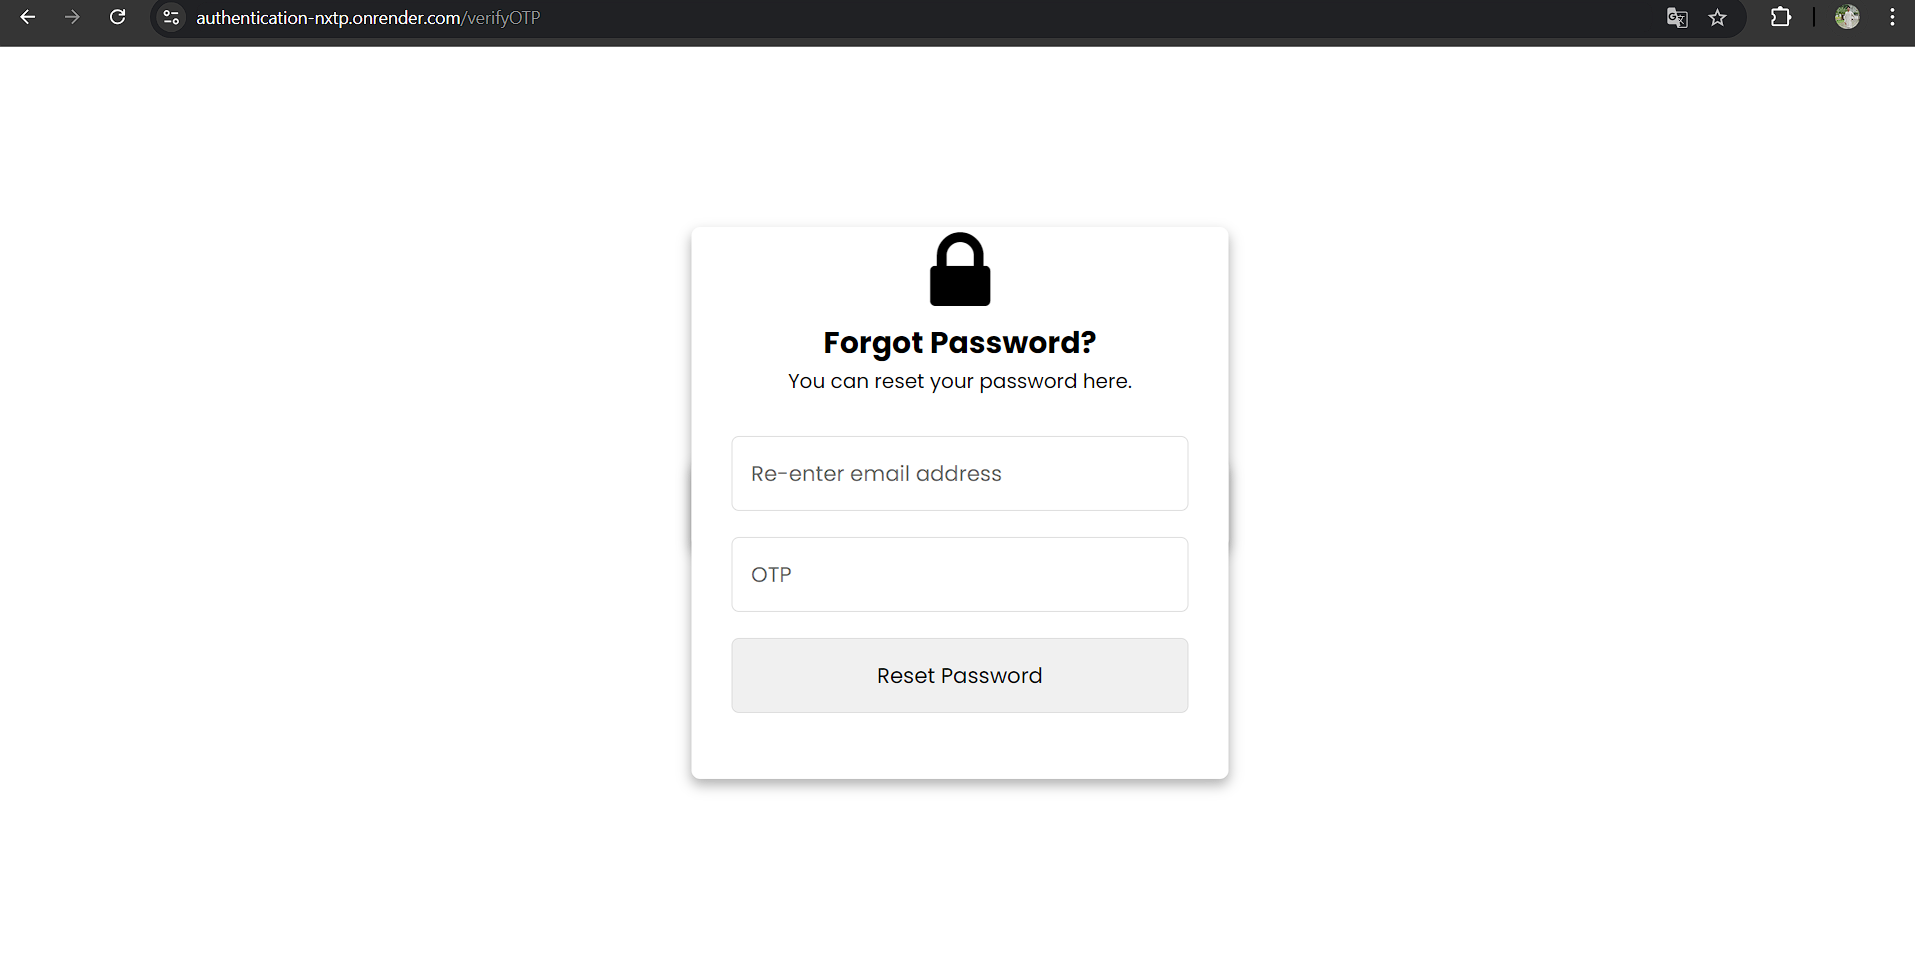 authentication-nxtp.onrender.com/verifyOTP
Forgot Password?
You can reset your password here.
Re-enter email address
OTP
Reset Password